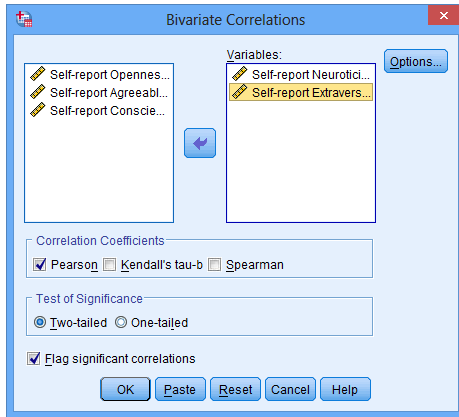 Bivariate Correlations
Variables:
Self-report Opennes...
Self-report Agreeabl...
Self-report Conscie...
Self-report Neurotici...
Self-report Extravers...
Options...
Correlation Coefficients
Pearson Kendall's tau-b Spearman
Test of Significance
Two-tailed One-tailed
Flag significant correlations
OK Paste Reset Cancel Help